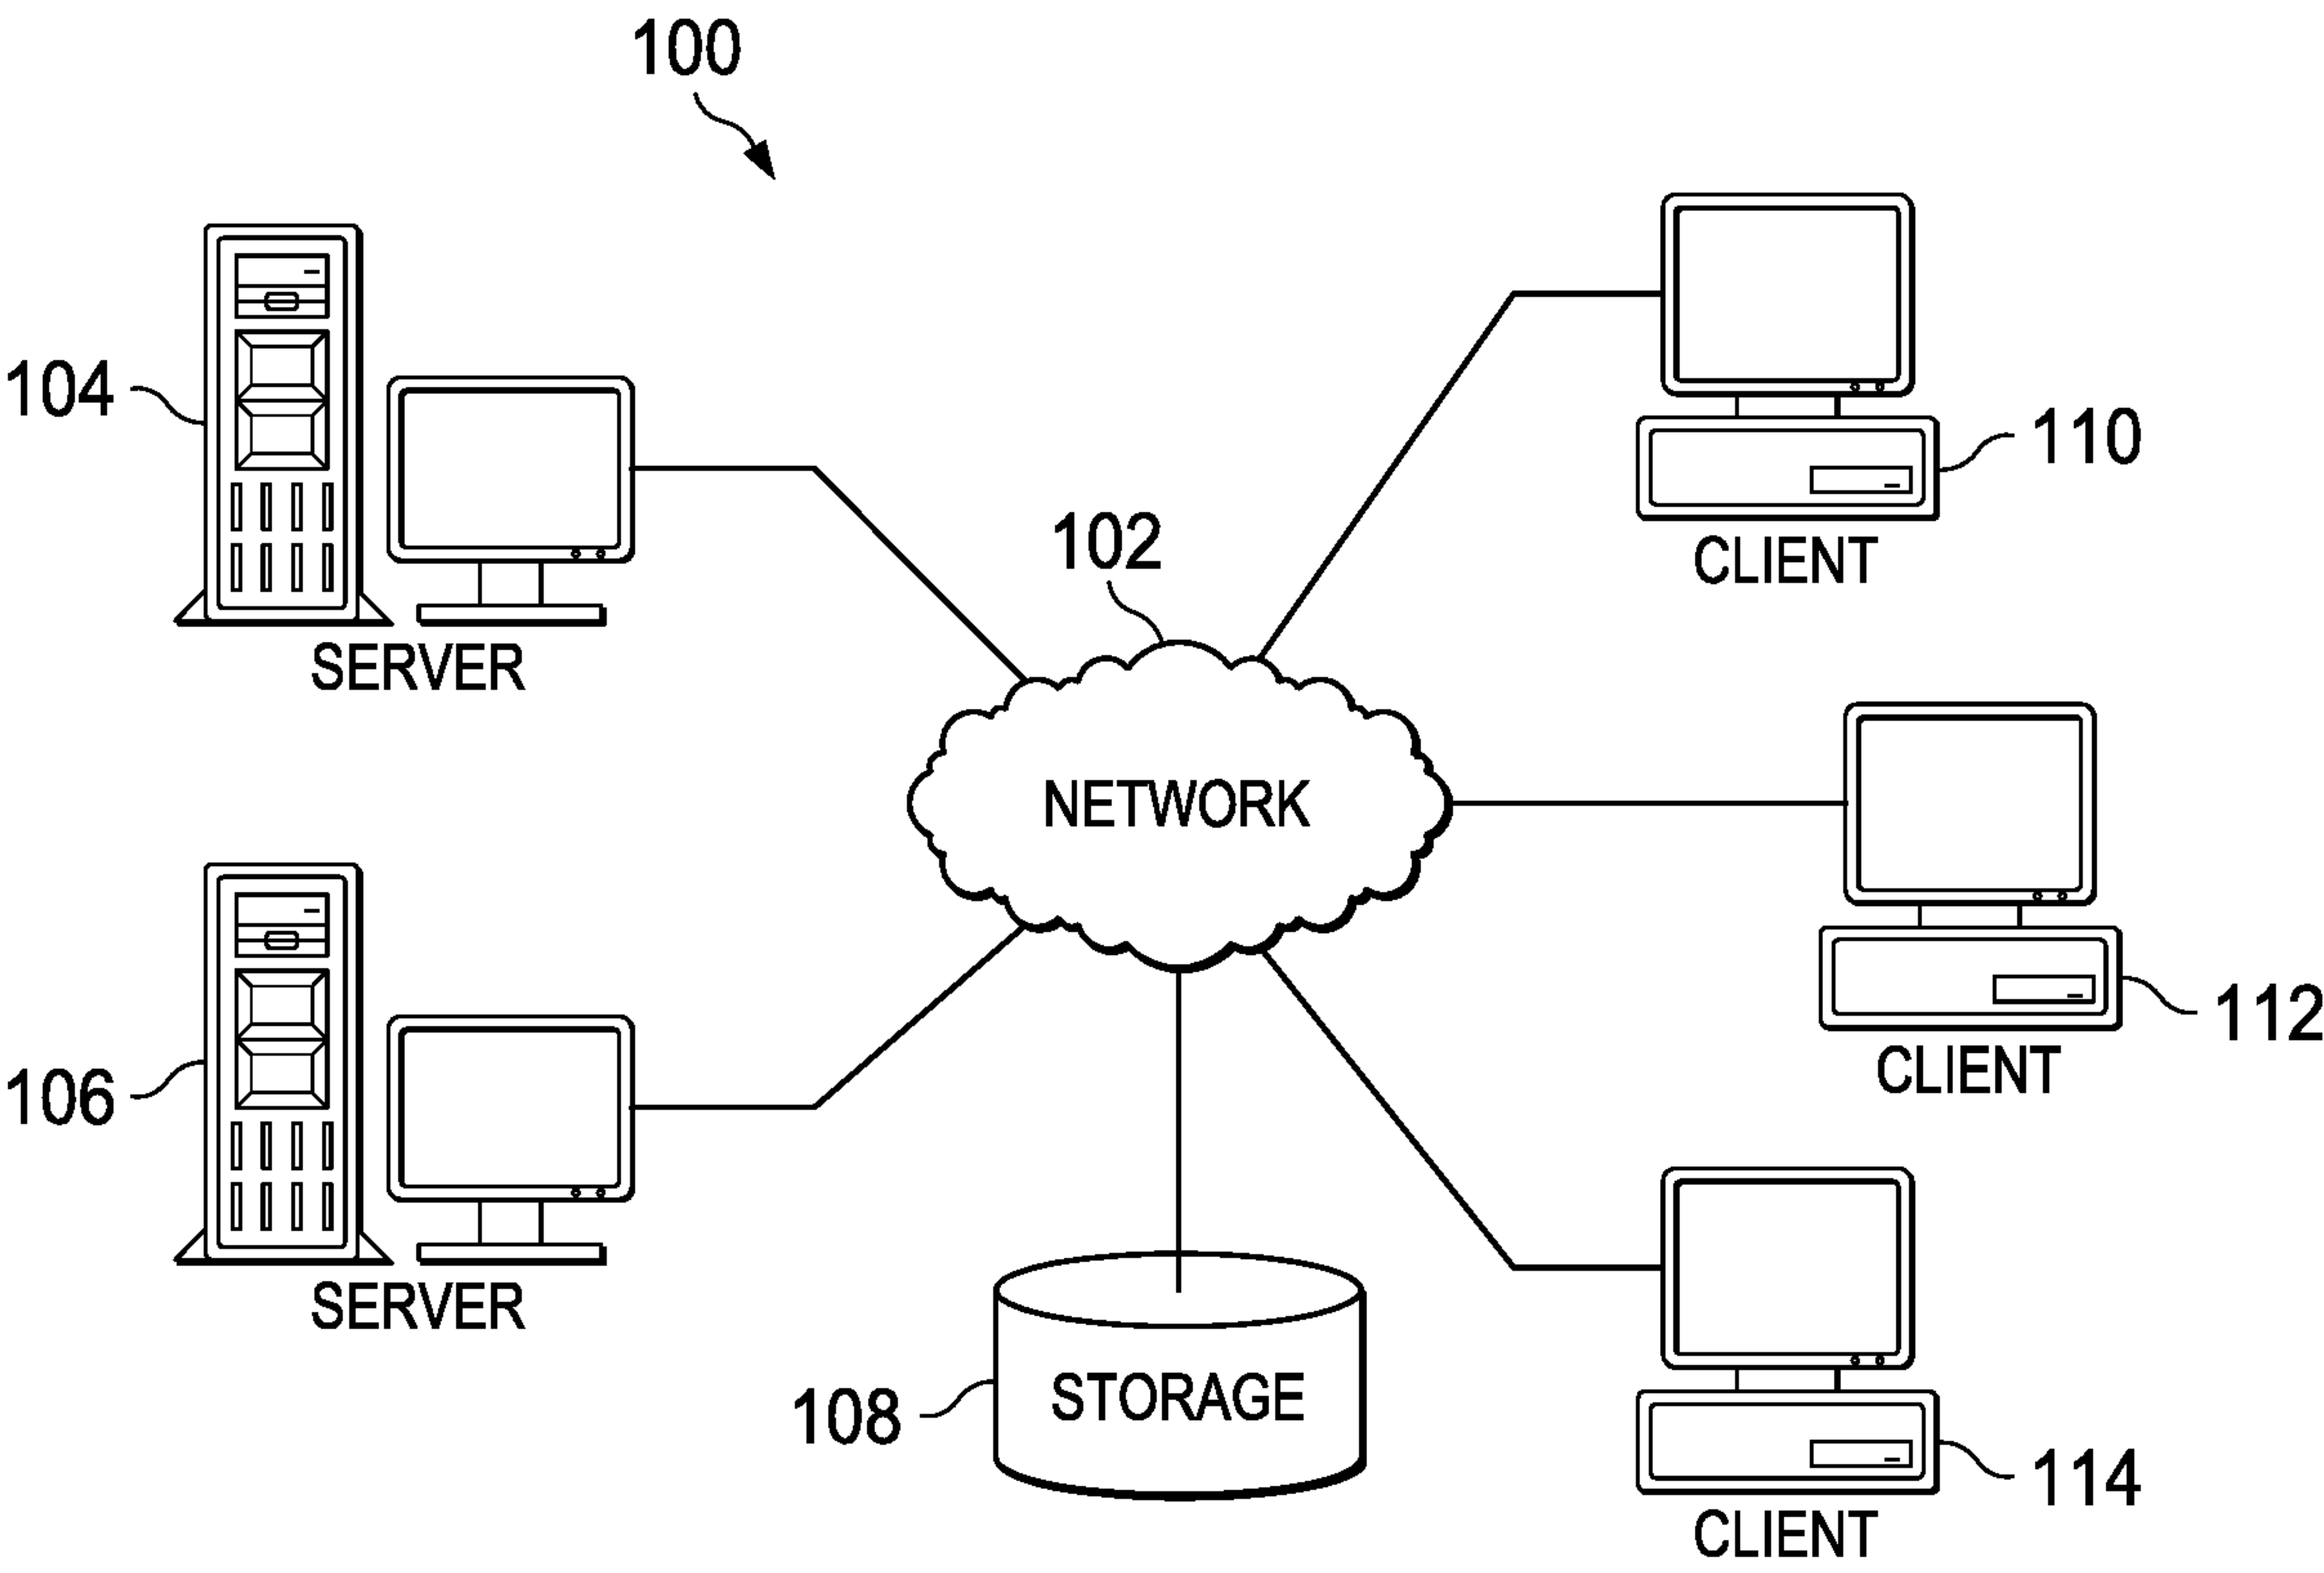 100
104
SERVER
110
CLIENT
102
NETWORK
112
CLIENT
106
SERVER
108
STORAGE
114
CLIENT